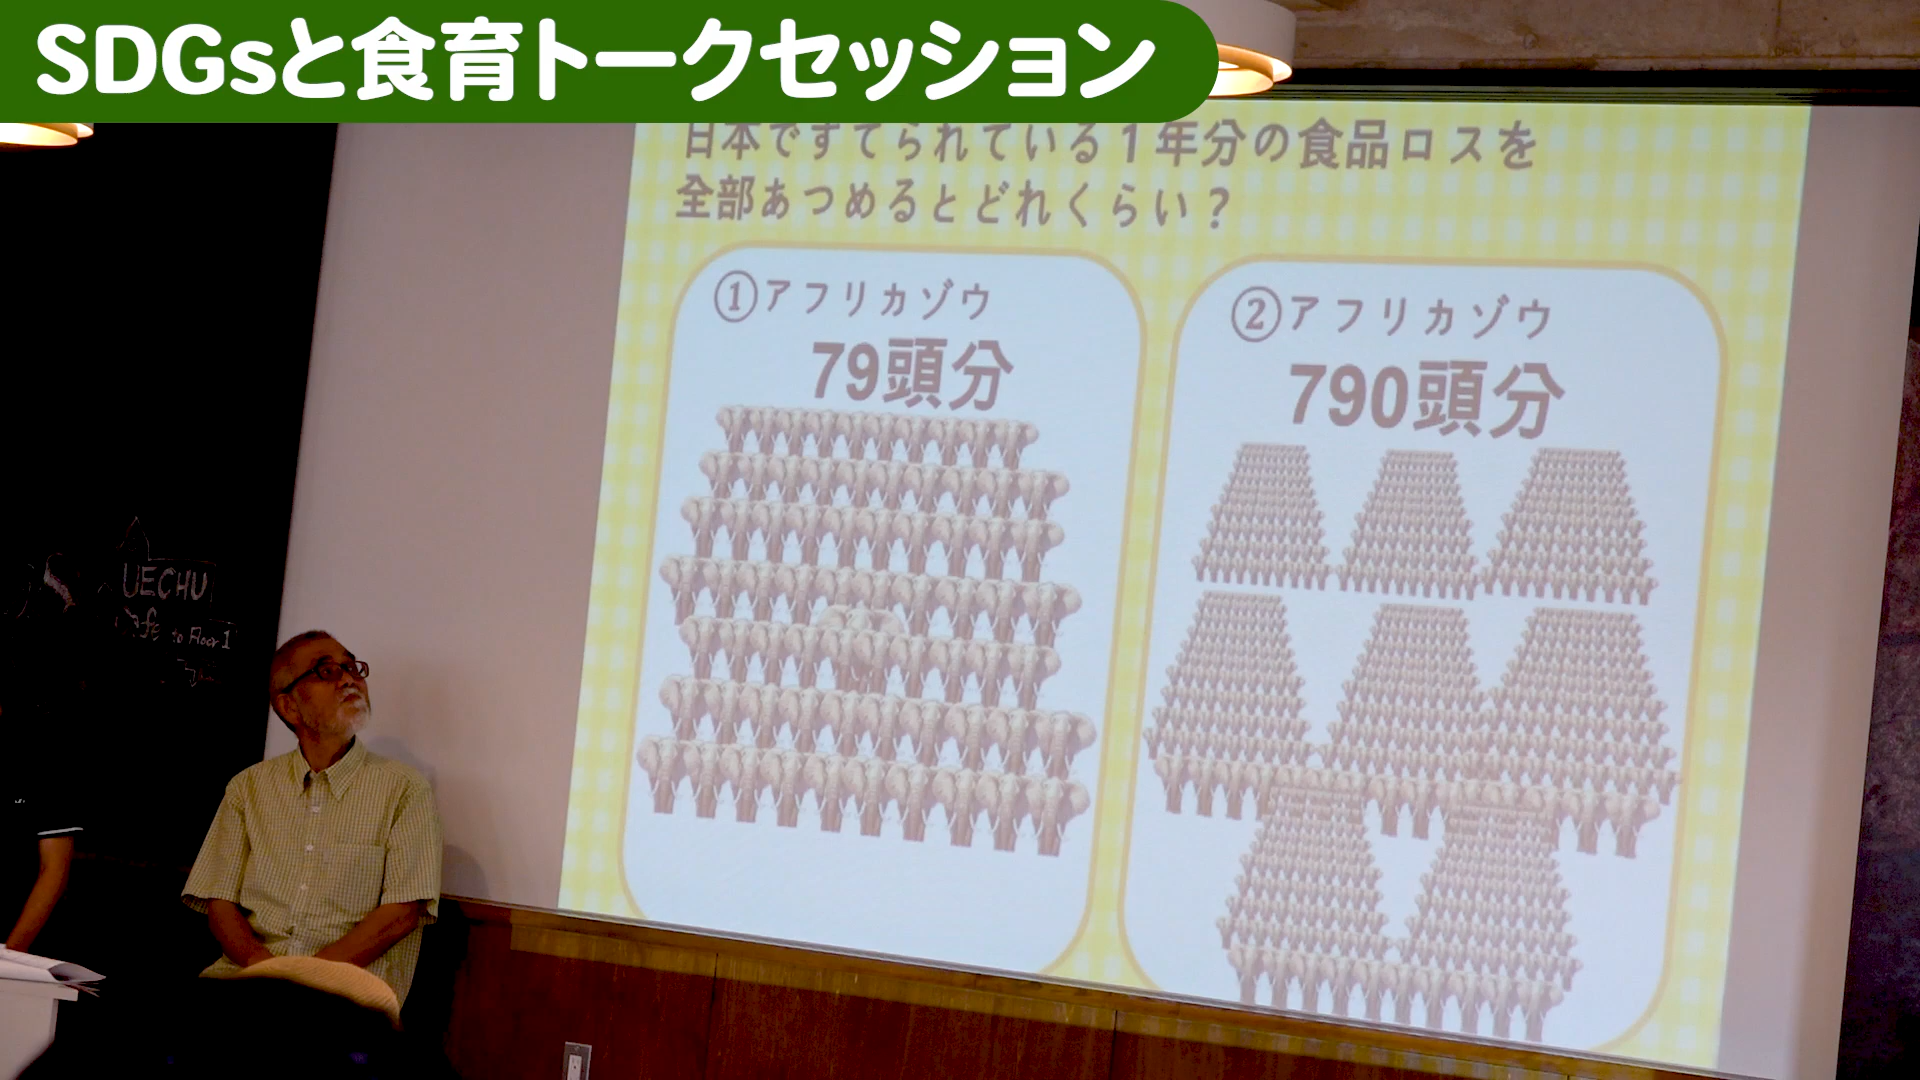 SDGsと食育トークセッション
日本ですてられている1年分の食品ロスを
全部あつめるとどれくらい?
①アフリカゾウ
79頭分
②アフリカゾウ
790頭分
UECHU
Cafe to Floor 1